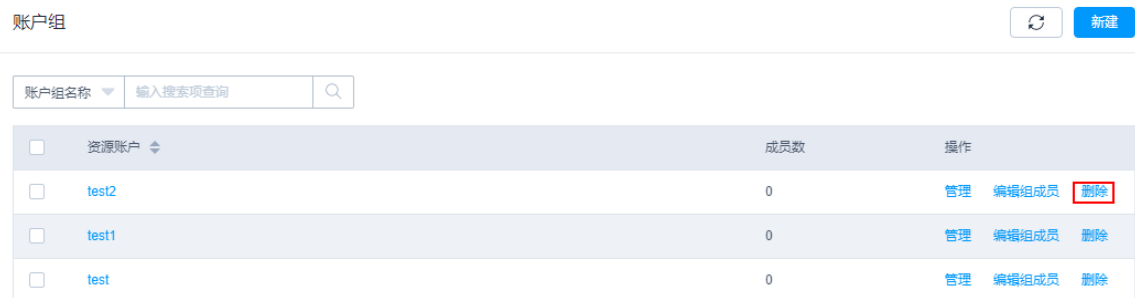 账户组
新建
账户组名称 输入搜索项查询
资源账户 成员数 操作
test2 0 管理 编辑组成员 删除
test1 0 管理 编辑组成员 删除
test 0 管理 编辑组成员 删除